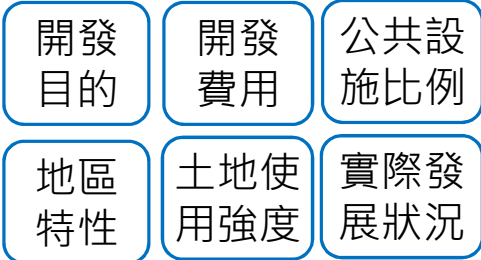 開發
目的
開發
費用
公共設
施比例
地區
特性
土地使
用強度
實際發
展狀況